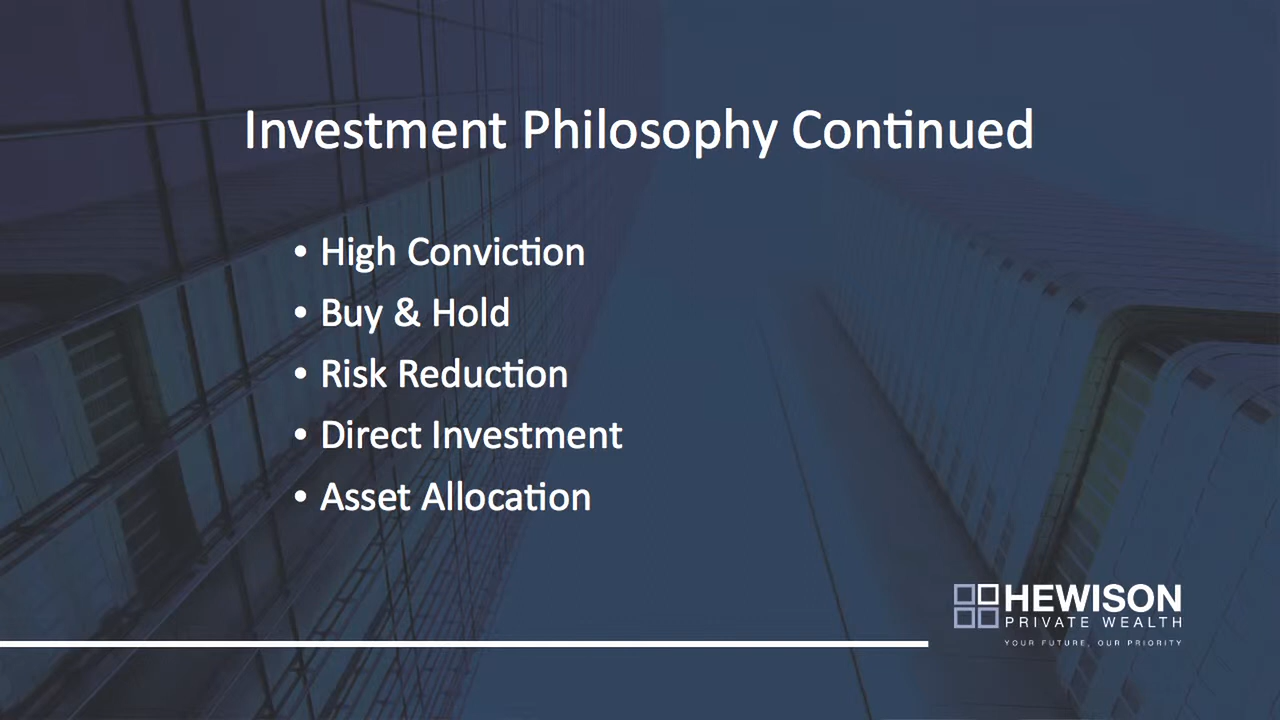 Investment Philosophy Continued
• High Conviction
• Buy & Hold
• Risk Reduction
• Direct Investment
• Asset Allocation
HEWISON
PRIVATE WEALTH
YOUR FUTURE, OUR PRIORITY